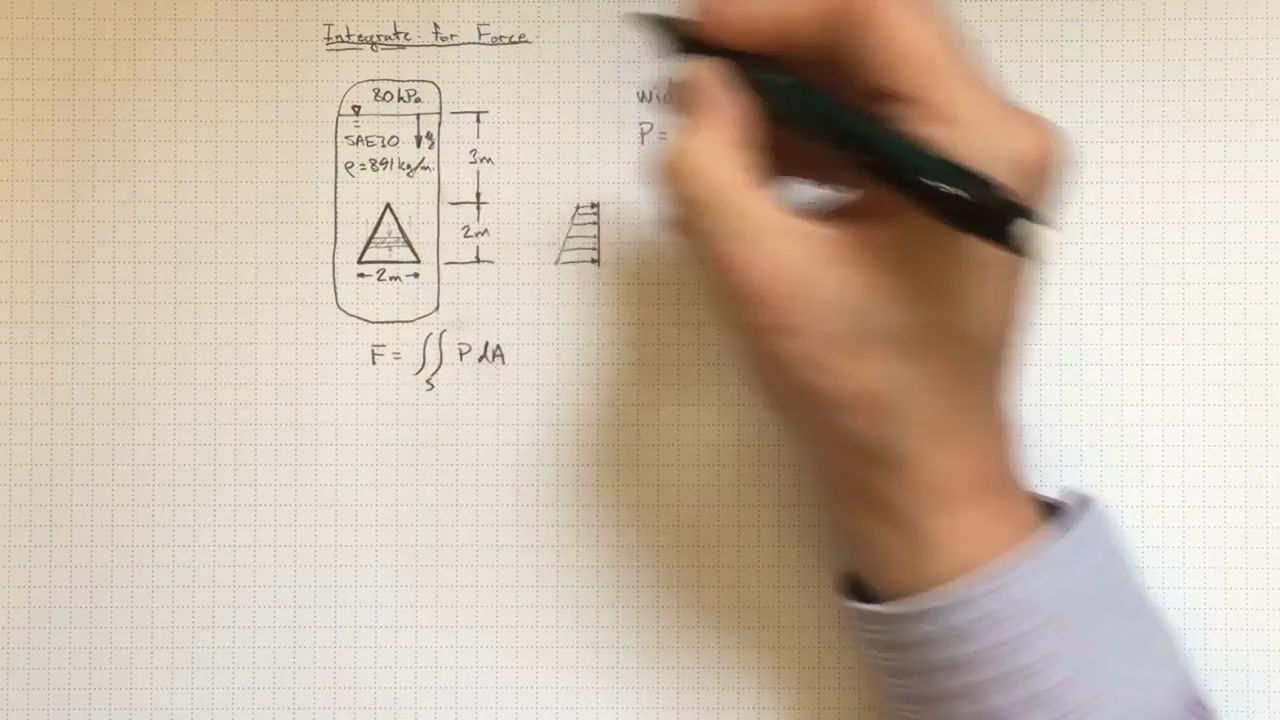 Integrate for Force
80 kPa
SAE30
g
ρ=891 kg/m³
3m
2m
2m
F = ∬ P dA
S
P=